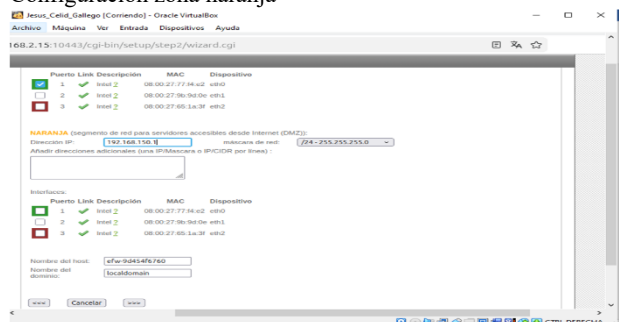 Configuración zona naranja
Jesus_Celid_Gallego [Corriendo] - Oracle VirtualBox
Archivo Máquina Ver Entrada Dispositivos Ayuda
168.2.15:10443/cgi-bin/setup/step2/wizard.cgi
Puerto Link Descripción MAC Dispositivo
1 Intel ? 08:00:27:77:f4:e2 eth0
2 Intel ? 08:00:27:9b:9d:0e eth1
3 Intel ? 08:00:27:65:1a:3f eth2
NARANJA (segmento de red para servidores accesibles desde Internet (DMZ)):
Dirección IP: 192.168.150.1 máscara de red: /24 - 255.255.255.0
Añadir direcciones adicionales (una IP/Mascara o IP/CIDR por línea) :
Interfaces:
Puerto Link Descripción MAC Dispositivo
1 Intel ? 08:00:27:77:f4:e2 eth0
2 Intel ? 08:00:27:9b:9d:0e eth1
3 Intel ? 08:00:27:65:1a:3f eth2
Nombre del host: efw-9d454f6760
Nombre del dominio: localdomain
<<< Cancelar >>>
CTRL DERECHA